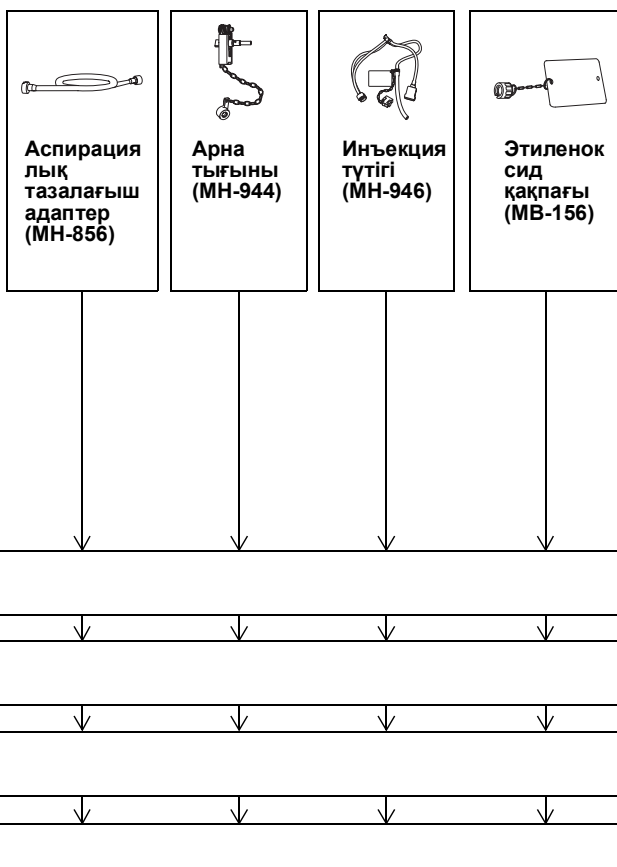 Аспирация
лық
тазалағыш
адаптер
(MH-856)
Арна
тығыны
(MH-944)
Инъекция
түтігі
(MH-946)
Этиленок
сид
қақпағы
(MB-156)